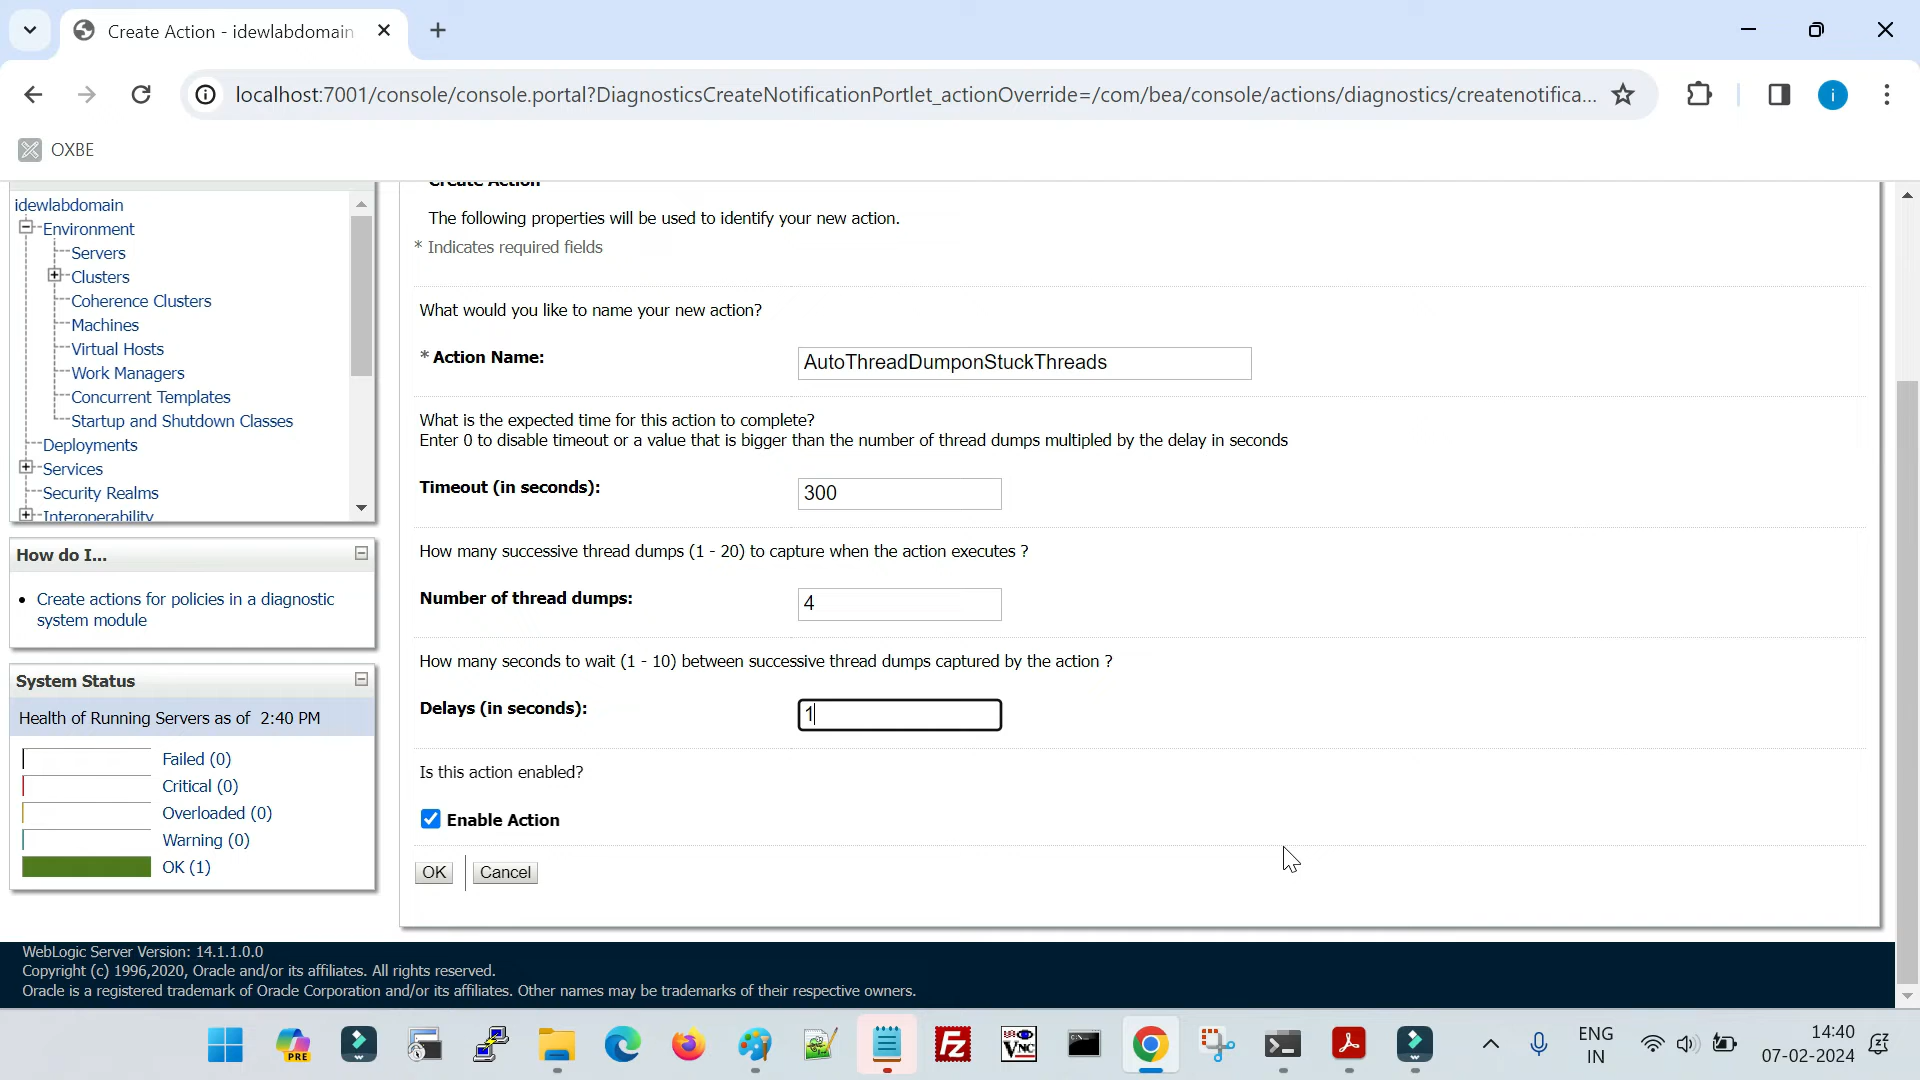 Create Action - idewlabdomain
localhost:7001/console/console.portal?DiagnosticsCreateNotificationPortlet_actionOverride=/com/bea/console/actions/diagnostics/createnotifica...
i
OXBE
idewlabdomain
Environment
Servers
Clusters
Coherence Clusters
Machines
Virtual Hosts
Work Managers
Concurrent Templates
Startup and Shutdown Classes
Deployments
Services
Security Realms
Interoperability
How do I...
Create actions for policies in a diagnostic
system module
System Status
Health of Running Servers as of 2:40 PM
Failed (0)
Critical (0)
Overloaded (0)
Warning (0)
OK (1)
Create Action
The following properties will be used to identify your new action.
* Indicates required fields
What would you like to name your new action?
* Action Name: AutoThreadDumponStuckThreads
What is the expected time for this action to complete?
Enter 0 to disable timeout or a value that is bigger than the number of thread dumps multipled by the delay in seconds
Timeout (in seconds): 300
How many successive thread dumps (1 - 20) to capture when the action executes ?
Number of thread dumps: 4
How many seconds to wait (1 - 10) between successive thread dumps captured by the action ?
Delays (in seconds): 1
Is this action enabled?
Enable Action
OK Cancel
WebLogic Server Version: 14.1.1.0.0
Copyright (c) 1996,2020, Oracle and/or its affiliates. All rights reserved.
Oracle is a registered trademark of Oracle Corporation and/or its affiliates. Other names may be trademarks of their respective owners.
PRE
Fz
VNC
ENG
IN
14:40
07-02-2024